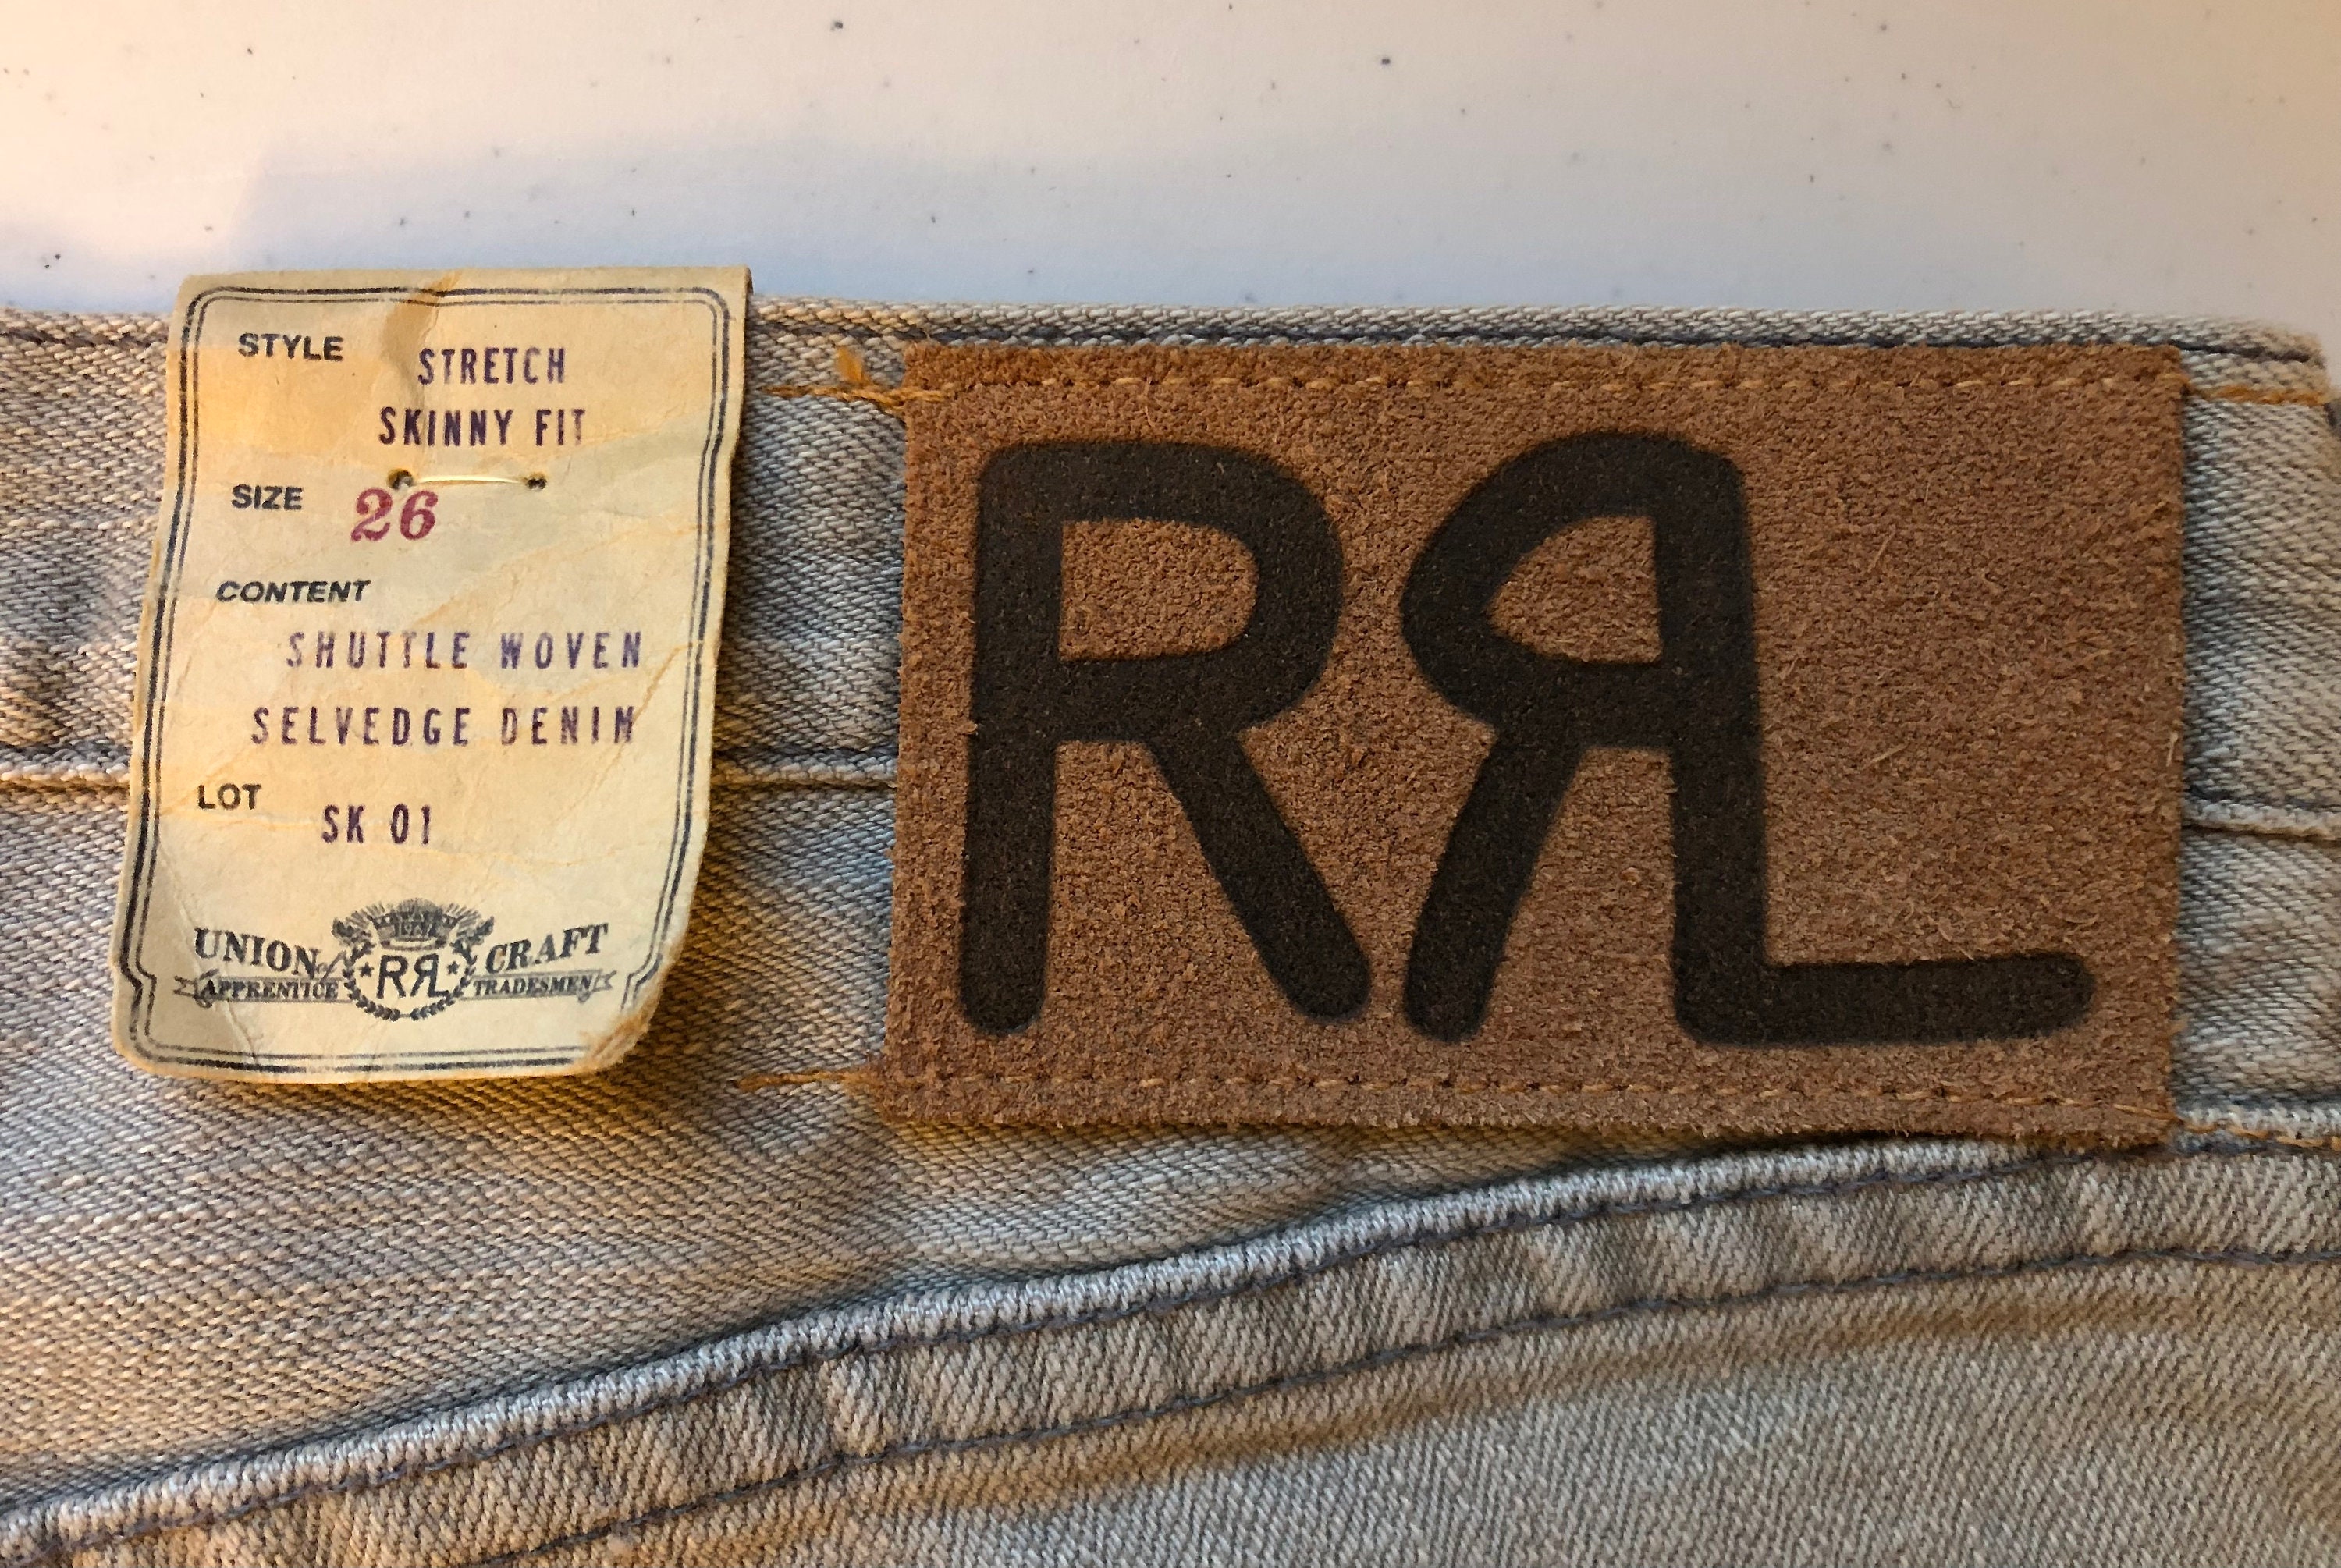 STYLE STRETCH
SKINNY FIT
SIZE 26
CONTENT
SHUTTLE WOVEN
SELVEDGE DENIM
LOT SK 01
UNION of CRAFT
APPRENTICE RRL TRADESMEN
RRL